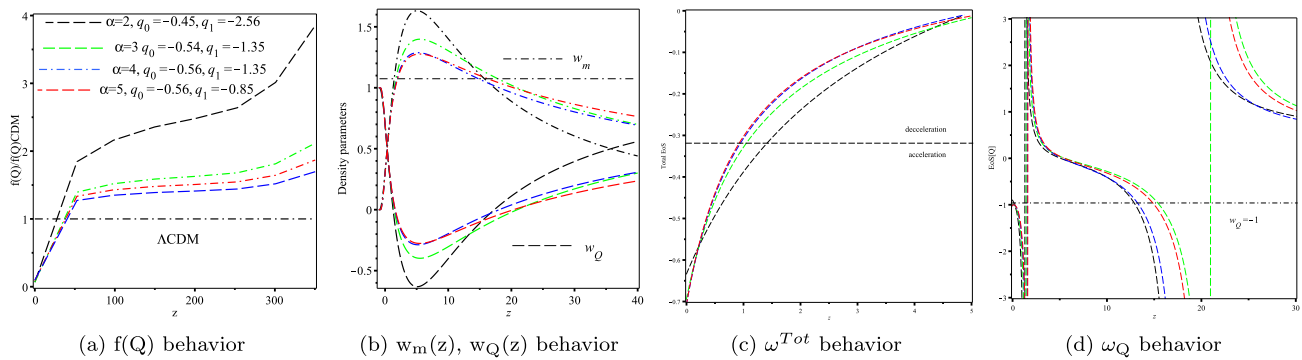 4
3
2
1
0
f(Q)/f(Q)CDM
α=2, q0 =-0.45, q1 =-2.56
α=3 q0 =-0.54, q1 =-1.35
α=4, q0 =-0.56, q1 =-1.35
α=5, q0 =-0.56, q1 =-0.85
ΛCDM
0 100 200 300
z
(a) f(Q) behavior
1.5
1
0.5
0
-0.5
Density parameters
w_m
w_Q
0 10 20 30 40
z
(b) w_m(z), w_Q(z) behavior
0
-0.1
-0.2
-0.3
-0.4
-0.5
-0.6
-0.7
Total EoS
decceleration
acceleration
0 1 2 3 4 5
z
(c) ω^Tot behavior
3
2
1
0
-1
-2
-3
EoS[Q]
w_Q=-1
0 10 20 30
z
(d) ω_Q behavior